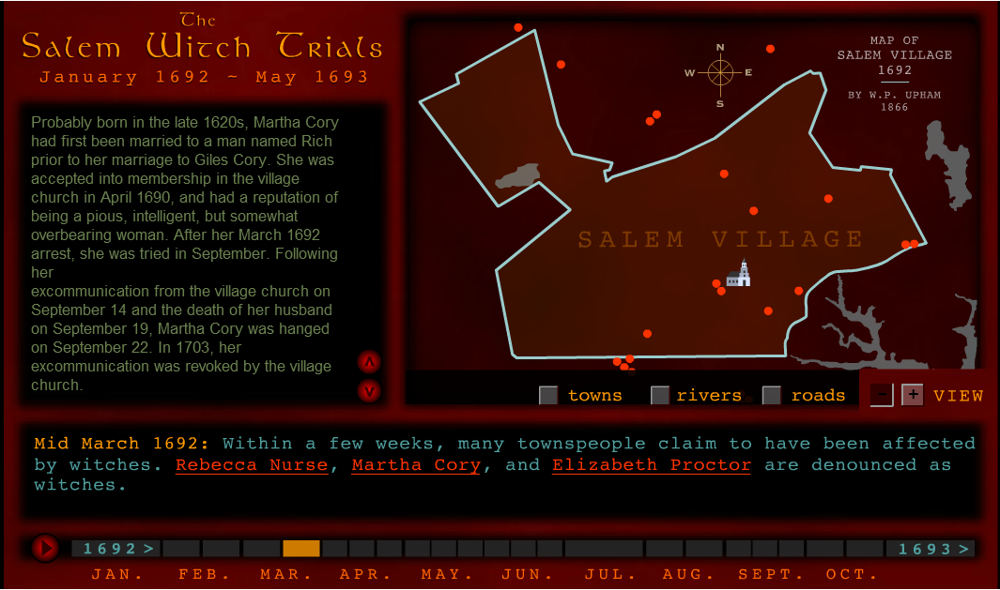 The
Salem Witch Trials
January 1692 ~ May 1693
Probably born in the late 1620s, Martha Cory
had first been married to a man named Rich
prior to her marriage to Giles Cory. She was
accepted into membership in the village
church in April 1690, and had a reputation of
being a pious, intelligent, but somewhat
overbearing woman. After her March 1692
arrest, she was tried in September. Following
her
excommunication from the village church on
September 14 and the death of her husband
on September 19, Martha Cory was hanged
on September 22. In 1703, her
excommunication was revoked by the village
church.
N
W E
S
MAP OF
SALEM VILLAGE
1692
BY W.P. UPHAM
1866
SALEM VILLAGE
towns rivers roads - + VIEW
Mid March 1692: Within a few weeks, many townspeople claim to have been affected
by witches. Rebecca Nurse, Martha Cory, and Elizabeth Proctor are denounced as
witches.
1692 > 1693 >
JAN. FEB. MAR. APR. MAY. JUN. JUL. AUG. SEPT. OCT.